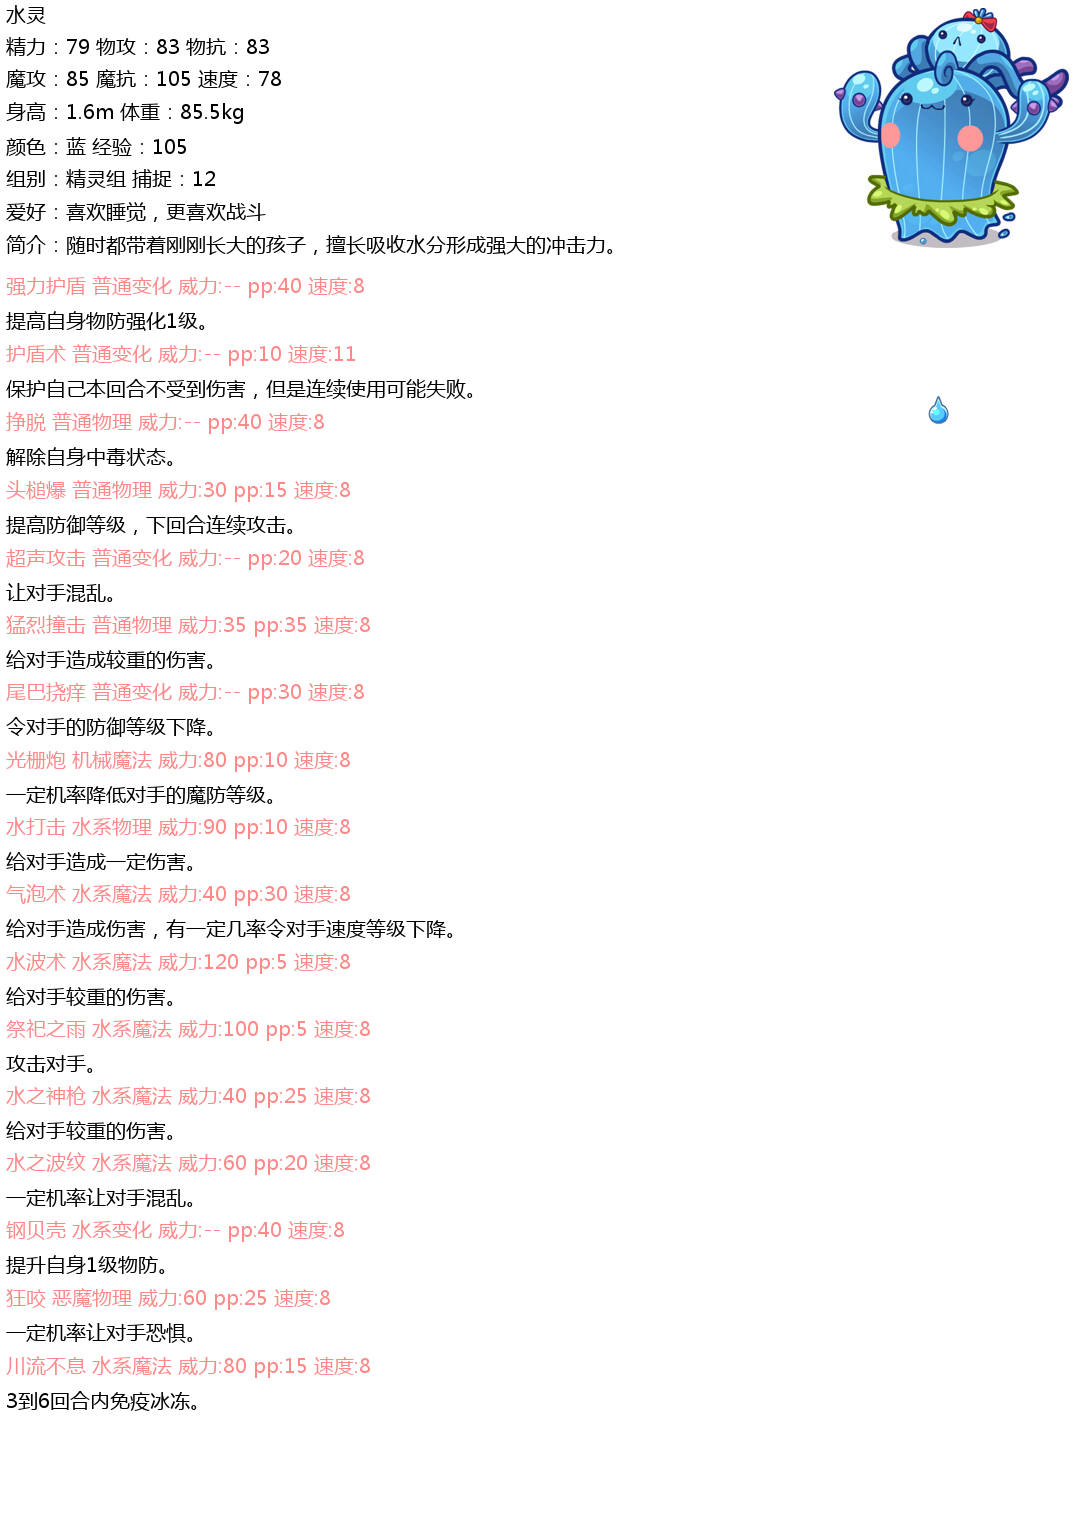 水灵
精力：79 物攻：83 物抗：83
魔攻：85 魔抗：105 速度：78
身高：1.6m 体重：85.5kg
颜色：蓝 经验：105
组别：精灵组 捕捉：12
爱好：喜欢睡觉，更喜欢战斗
简介：随时都带着刚刚长大的孩子，擅长吸收水分形成强大的冲击力。
强力护盾 普通变化 威力:-- pp:40 速度:8
提高自身物防强化1级。
护盾术 普通变化 威力:-- pp:10 速度:11
保护自己本回合不受到伤害，但是连续使用可能失败。
挣脱 普通物理 威力:-- pp:40 速度:8
解除自身中毒状态。
头槌爆 普通物理 威力:30 pp:15 速度:8
提高防御等级，下回合连续攻击。
超声攻击 普通变化 威力:-- pp:20 速度:8
让对手混乱。
猛烈撞击 普通物理 威力:35 pp:35 速度:8
给对手造成较重的伤害。
尾巴挠痒 普通变化 威力:-- pp:30 速度:8
令对手的防御等级下降。
光栅炮 机械魔法 威力:80 pp:10 速度:8
一定机率降低对手的魔防等级。
水打击 水系物理 威力:90 pp:10 速度:8
给对手造成一定伤害。
气泡术 水系魔法 威力:40 pp:30 速度:8
给对手造成伤害，有一定几率令对手速度等级下降。
水波术 水系魔法 威力:120 pp:5 速度:8
给对手较重的伤害。
祭祀之雨 水系魔法 威力:100 pp:5 速度:8
攻击对手。
水之神枪 水系魔法 威力:40 pp:25 速度:8
给对手较重的伤害。
水之波纹 水系魔法 威力:60 pp:20 速度:8
一定机率让对手混乱。
钢贝壳 水系变化 威力:-- pp:40 速度:8
提升自身1级物防。
狂咬 恶魔物理 威力:60 pp:25 速度:8
一定机率让对手恐惧。
川流不息 水系魔法 威力:80 pp:15 速度:8
3到6回合内免疫冰冻。